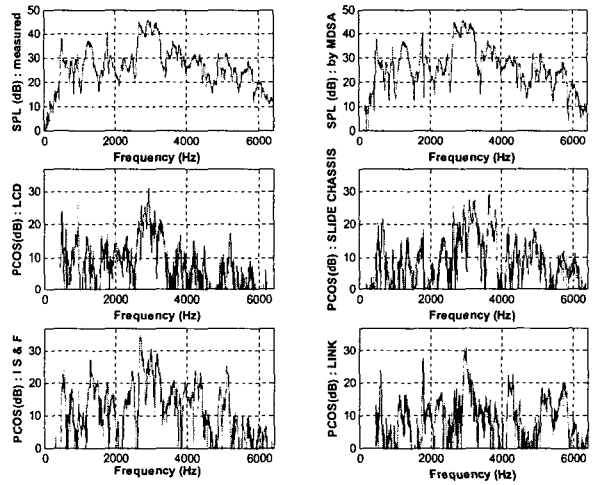 50
40
30
20
10
0
SPL (dB) : measured
0 2000 4000 6000
Frequency (Hz)
50
40
30
20
10
0
SPL (dB) : by MDSA
0 2000 4000 6000
Frequency (Hz)
30
20
10
0
PCOS(dB) : LCD
0 2000 4000 6000
Frequency (Hz)
30
20
10
0
PCOS(dB) : SLIDE CHASSIS
0 2000 4000 6000
Frequency (Hz)
30
20
10
0
PCOS(dB) : I S & F
0 2000 4000 6000
Frequency (Hz)
30
20
10
0
PCOS(dB) : LINK
0 2000 4000 6000
Frequency (Hz)